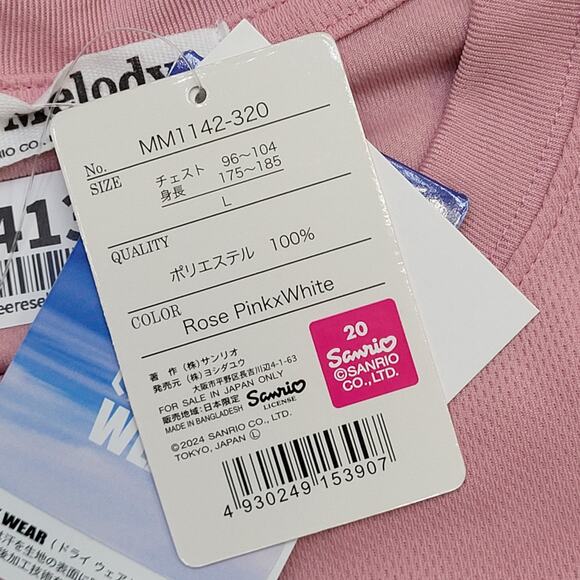 Melody
No. MM1142-320
SIZE チェスト 96～104
身長 175～185
L
QUALITY
ポリエステル 100%
COLOR Rose PinkxWhite
著作 (株)サンリオ
発売元 (株)ヨシダユウ
大阪市平野区長吉川辺4-1-63
FOR SALE IN JAPAN ONLY
販売地域:日本限定
MADE IN BANGLADESH
Sanrio
LICENSE
©2024 SANRIO CO., LTD.
TOKYO, JAPAN Ⓛ
20
Sanrio
©SANRIO
CO., LTD.
4 930249 153907
413
WEAR (ドライ ウェア